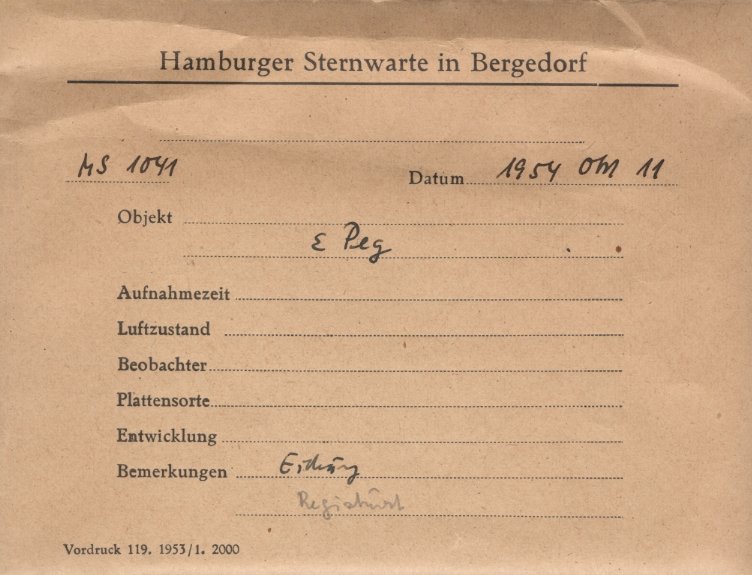 Hamburger Sternwarte in Bergedorf
MS 1041 Datum 1954 Okt 11
Objekt
ε Peg
Aufnahmezeit
Luftzustand
Beobachter
Plattensorte
Entwicklung
Bemerkungen Eichung
Registriert
Vordruck 119. 1953/1. 2000